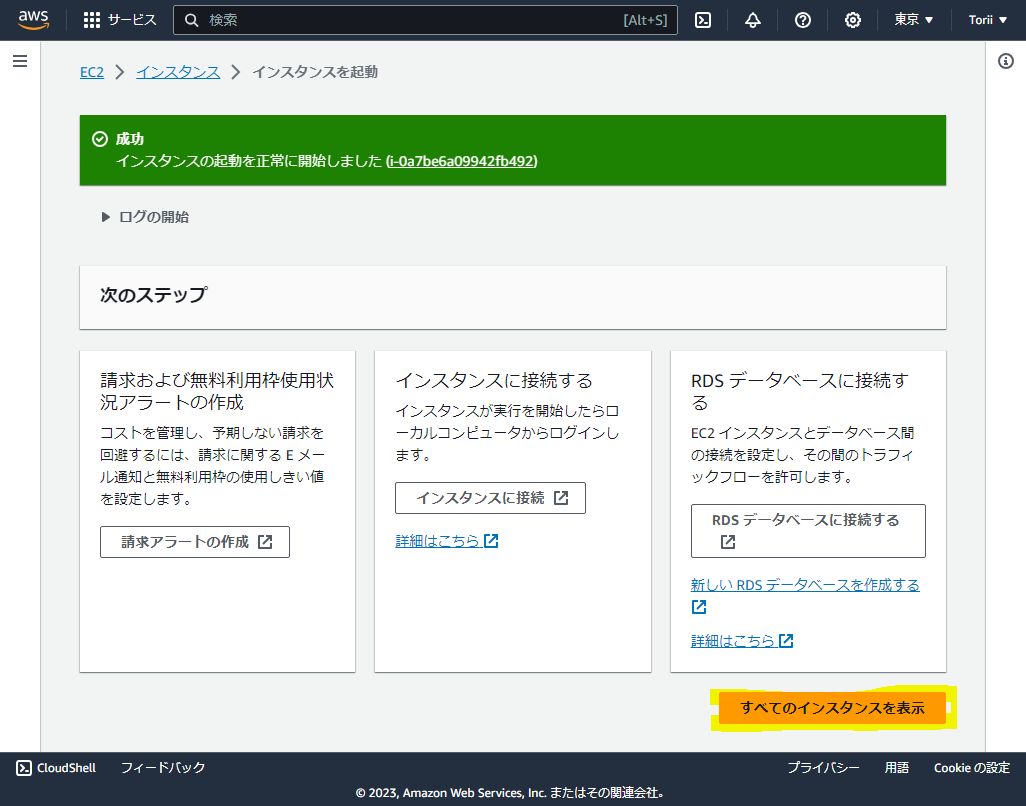 aws サービス 検索 [Alt+S] 東京 ▼ Torii ▼
EC2 > インスタンス > インスタンスを起動
成功
インスタンスの起動を正常に開始しました (i-0a7be6a09942fb492)
▶ ログの開始
次のステップ
請求および無料利用枠使用状
況アラートの作成
コストを管理し、予期しない請求を
回避するには、請求に関する E メー
ル通知と無料利用枠の使用しきい値
を設定します。
請求アラートの作成
インスタンスに接続する
インスタンスが実行を開始したらロ
ーカルコンピュータからログインし
ます。
インスタンスに接続
詳細はこちら
RDS データベースに接続す
る
EC2 インスタンスとデータベース間
の接続を設定し、その間のトラフィ
ックフローを許可します。
RDS データベースに接続する
新しい RDS データベースを作成する
詳細はこちら
すべてのインスタンスを表示
CloudShell フィードバック プライバシー 用語 Cookie の設定
© 2023, Amazon Web Services, Inc. またはその関連会社。